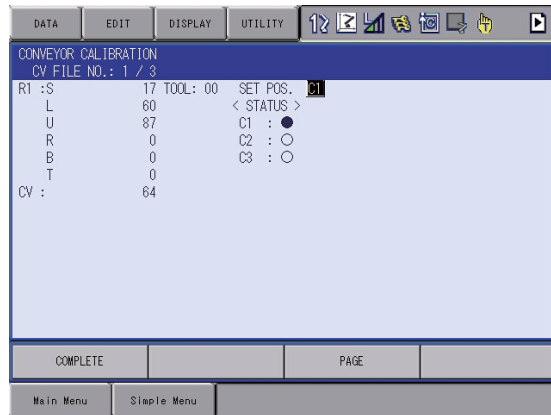 DATA EDIT DISPLAY UTILITY
CONVEYOR CALIBRATION
CV FILE NO.: 1 / 3
R1 :S 17 TOOL: 00 SET POS. C1
L 60 < STATUS >
U 87 C1 : ●
R 0 C2 : ○
B 0 C3 : ○
T 0
CV : 64
COMPLETE PAGE
Main Menu Simple Menu